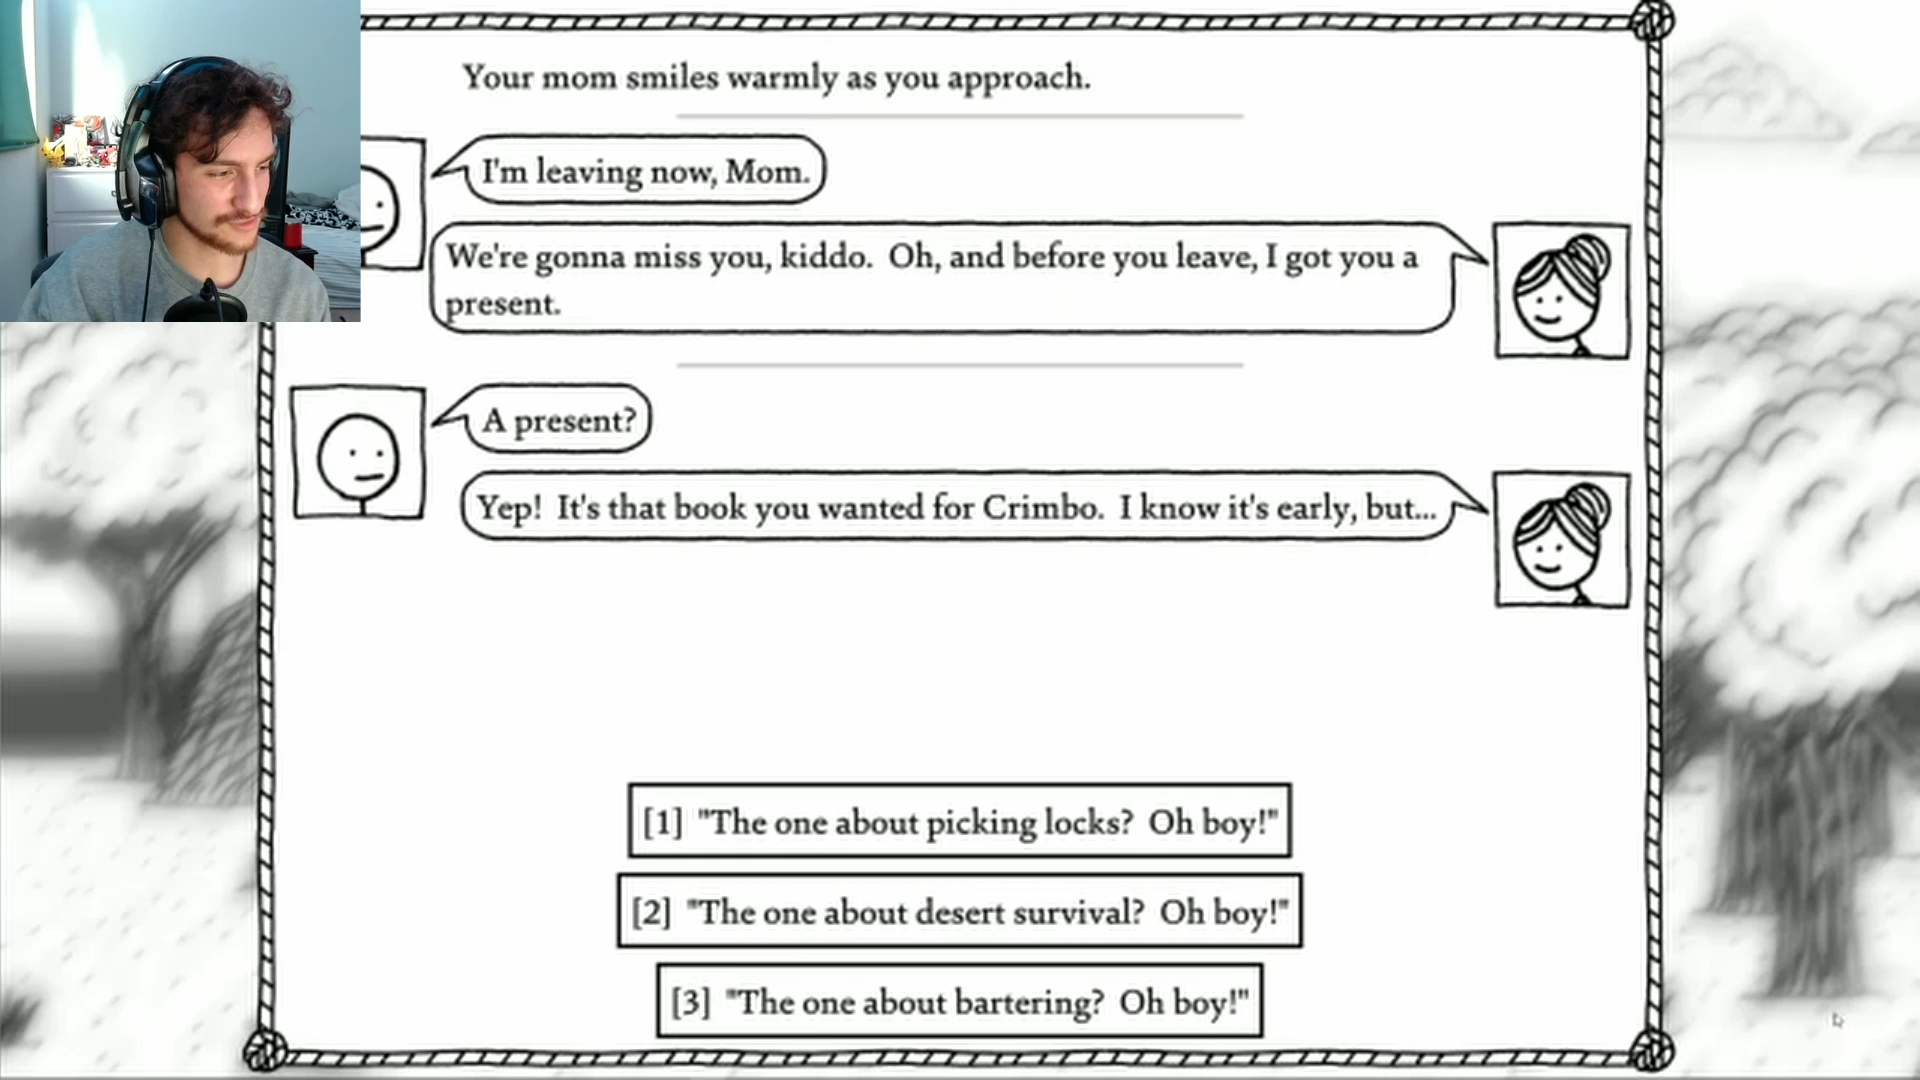 Your mom smiles warmly as you approach.
I'm leaving now, Mom.
We're gonna miss you, kiddo. Oh, and before you leave, I got you a
present.
A present?
Yep! It's that book you wanted for Crimbo. I know it's early, but...
[1] "The one about picking locks? Oh boy!"
[2] "The one about desert survival? Oh boy!"
[3] "The one about bartering? Oh boy!"